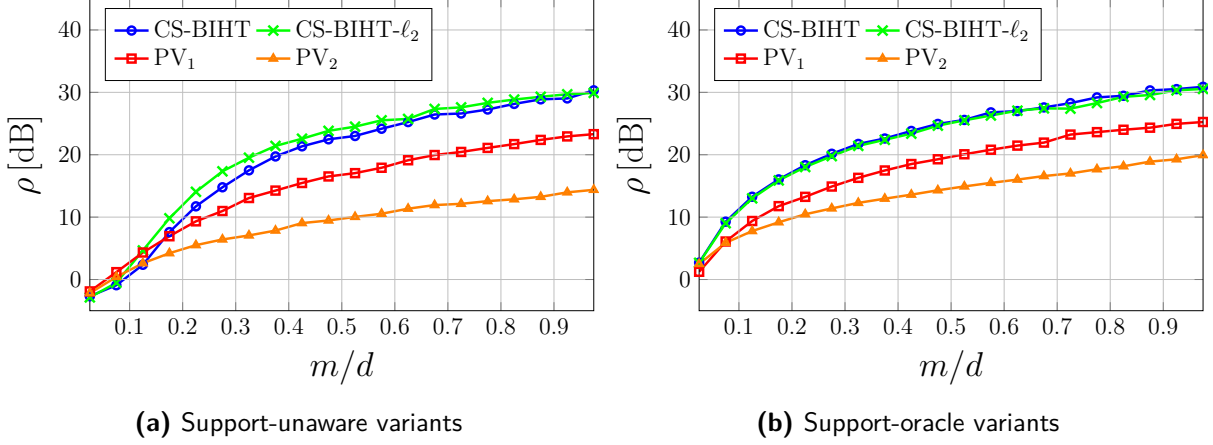 CS-BIHT CS-BIHT-ℓ₂
PV₁ PV₂
40
30
20
10
0
ρ [dB]
0.1 0.2 0.3 0.4 0.5 0.6 0.7 0.8 0.9
m/d
(a) Support-unaware variants
CS-BIHT CS-BIHT-ℓ₂
PV₁ PV₂
40
30
20
10
0
ρ [dB]
0.1 0.2 0.3 0.4 0.5 0.6 0.7 0.8 0.9
m/d
(b) Support-oracle variants